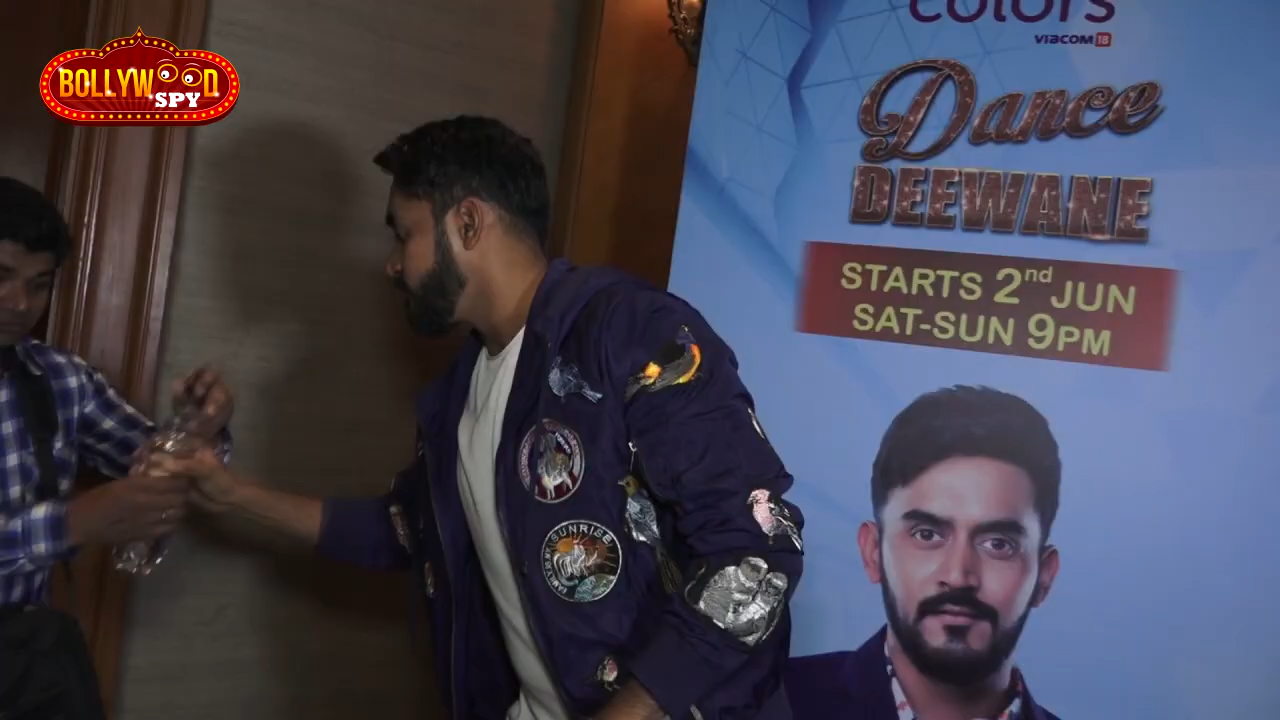 BOLLYWOOD
SPY
colors
VIACOM18
Dance
DEEWANE
STARTS 2nd JUN
SAT-SUN 9PM
SUNRISE